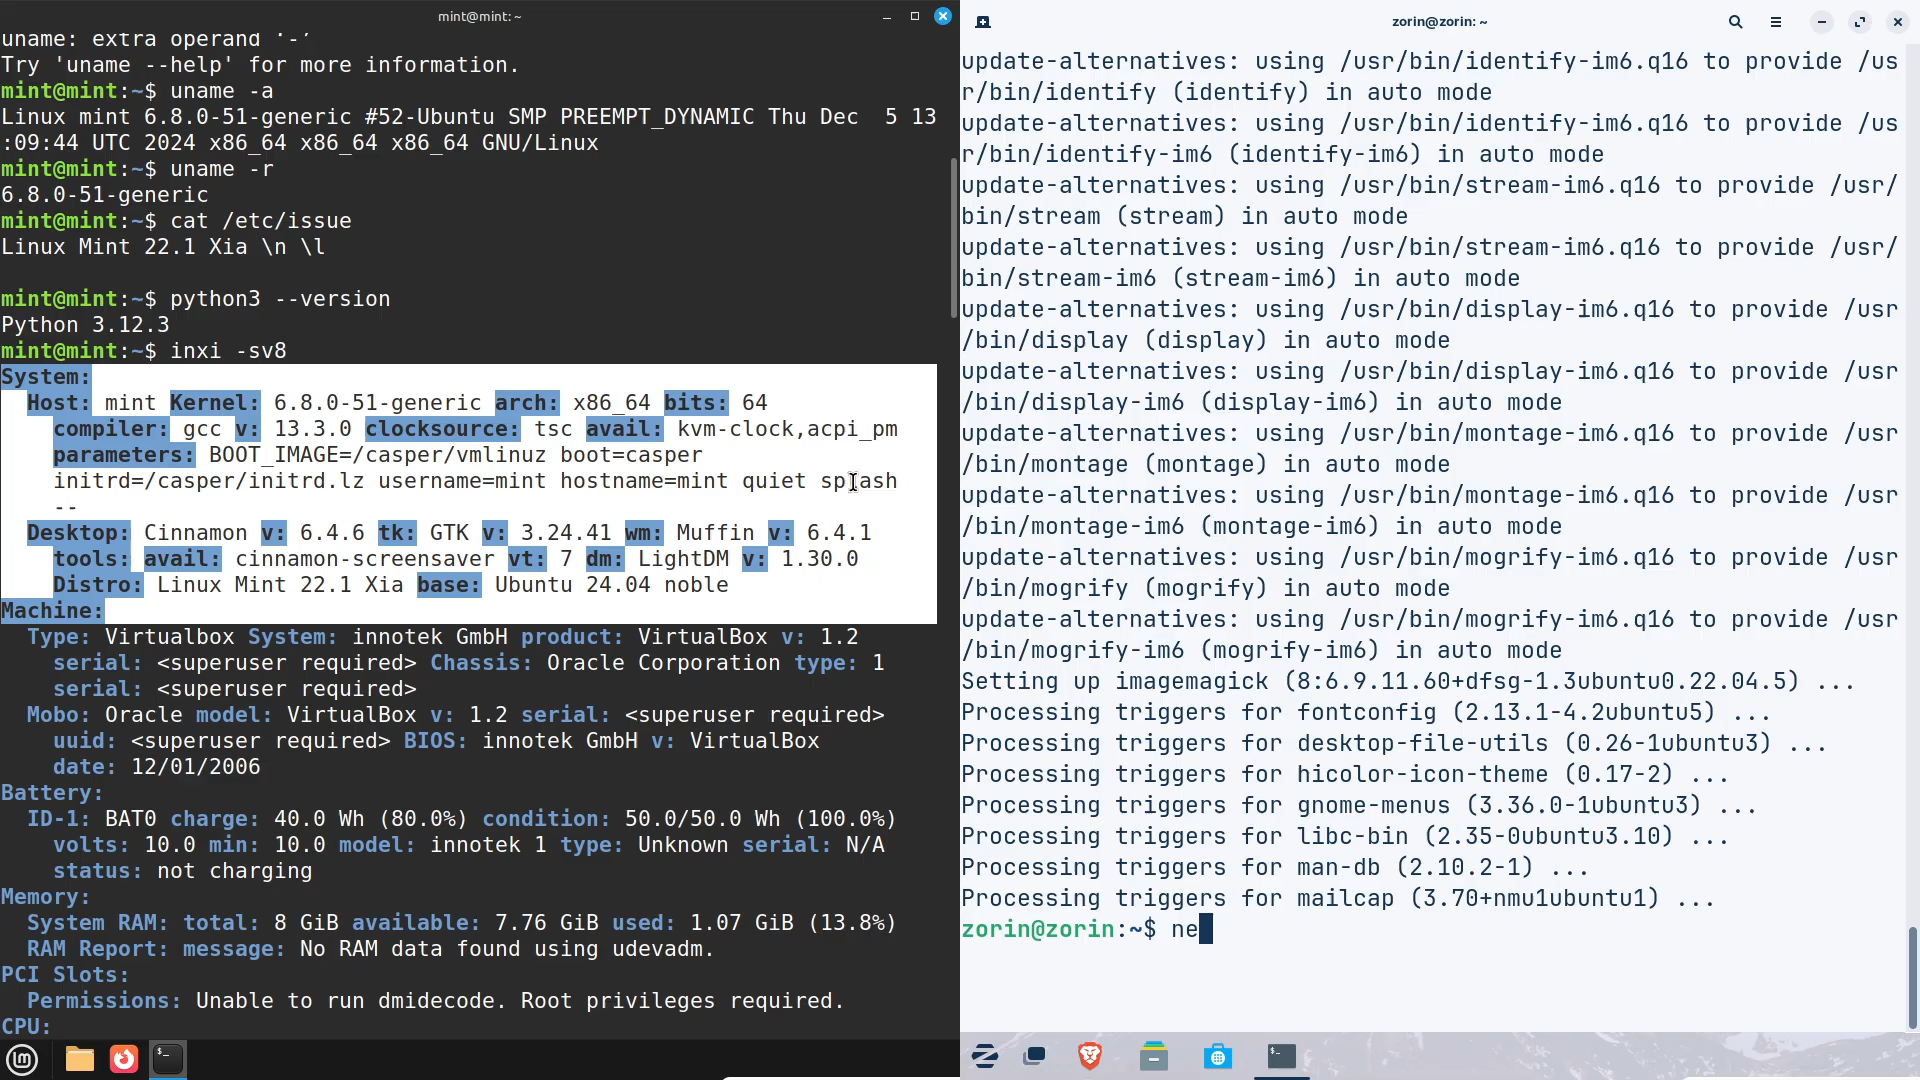 mint@mint: ~
uname: extra operand '-'
Try 'uname --help' for more information.
mint@mint:~$ uname -a
Linux mint 6.8.0-51-generic #52-Ubuntu SMP PREEMPT_DYNAMIC Thu Dec  5 13
:09:44 UTC 2024 x86_64 x86_64 x86_64 GNU/Linux
mint@mint:~$ uname -r
6.8.0-51-generic
mint@mint:~$ cat /etc/issue
Linux Mint 22.1 Xia \n \l
mint@mint:~$ python3 --version
Python 3.12.3
mint@mint:~$ inxi -sv8
System:
Host: mint Kernel: 6.8.0-51-generic arch: x86_64 bits: 64
compiler: gcc v: 13.3.0 clocksource: tsc avail: kvm-clock,acpi_pm
parameters: BOOT_IMAGE=/casper/vmlinuz boot=casper
initrd=/casper/initrd.lz username=mint hostname=mint quiet splash
--
Desktop: Cinnamon v: 6.4.6 tk: GTK v: 3.24.41 wm: Muffin v: 6.4.1
tools: avail: cinnamon-screensaver vt: 7 dm: LightDM v: 1.30.0
Distro: Linux Mint 22.1 Xia base: Ubuntu 24.04 noble
Machine:
Type: Virtualbox System: innotek GmbH product: VirtualBox v: 1.2
serial: <superuser required> Chassis: Oracle Corporation type: 1
serial: <superuser required>
Mobo: Oracle model: VirtualBox v: 1.2 serial: <superuser required>
uuid: <superuser required> BIOS: innotek GmbH v: VirtualBox
date: 12/01/2006
Battery:
ID-1: BAT0 charge: 40.0 Wh (80.0%) condition: 50.0/50.0 Wh (100.0%)
volts: 10.0 min: 10.0 model: innotek 1 type: Unknown serial: N/A
status: not charging
Memory:
System RAM: total: 8 GiB available: 7.76 GiB used: 1.07 GiB (13.8%)
RAM Report: message: No RAM data found using udevadm.
PCI Slots:
Permissions: Unable to run dmidecode. Root privileges required.
CPU:
zorin@zorin: ~
update-alternatives: using /usr/bin/identify-im6.q16 to provide /us
r/bin/identify (identify) in auto mode
update-alternatives: using /usr/bin/identify-im6.q16 to provide /us
r/bin/identify-im6 (identify-im6) in auto mode
update-alternatives: using /usr/bin/stream-im6.q16 to provide /usr/
bin/stream (stream) in auto mode
update-alternatives: using /usr/bin/stream-im6.q16 to provide /usr/
bin/stream-im6 (stream-im6) in auto mode
update-alternatives: using /usr/bin/display-im6.q16 to provide /usr
/bin/display (display) in auto mode
update-alternatives: using /usr/bin/display-im6.q16 to provide /usr
/bin/display-im6 (display-im6) in auto mode
update-alternatives: using /usr/bin/montage-im6.q16 to provide /usr
/bin/montage (montage) in auto mode
update-alternatives: using /usr/bin/montage-im6.q16 to provide /usr
/bin/montage-im6 (montage-im6) in auto mode
update-alternatives: using /usr/bin/mogrify-im6.q16 to provide /usr
/bin/mogrify (mogrify) in auto mode
update-alternatives: using /usr/bin/mogrify-im6.q16 to provide /usr
/bin/mogrify-im6 (mogrify-im6) in auto mode
Setting up imagemagick (8:6.9.11.60+dfsg-1.3ubuntu0.22.04.5) ...
Processing triggers for fontconfig (2.13.1-4.2ubuntu5) ...
Processing triggers for desktop-file-utils (0.26-1ubuntu3) ...
Processing triggers for hicolor-icon-theme (0.17-2) ...
Processing triggers for gnome-menus (3.36.0-1ubuntu3) ...
Processing triggers for libc-bin (2.35-0ubuntu3.10) ...
Processing triggers for man-db (2.10.2-1) ...
Processing triggers for mailcap (3.70+nmu1ubuntu1) ...
zorin@zorin:~$ ne